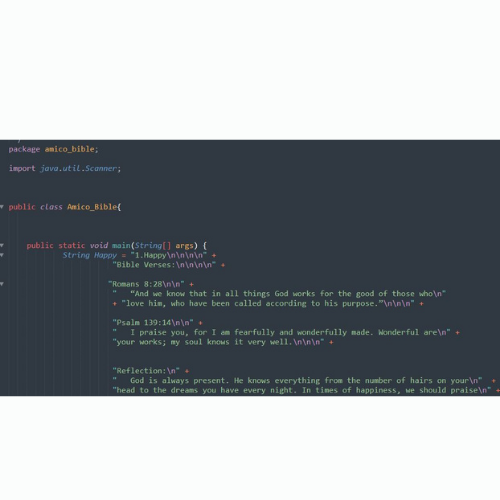 package amico_bible;
import java.util.Scanner;
public class Amico_Bible{
public static void main(String[] args) {
String Happy = "1.Happy\n\n\n\n" +
"Bible Verses:\n\n\n\n" +
"Romans 8:28\n\n" +
"   “And we know that in all things God works for the good of those who\n"
+ "love him, who have been called according to his purpose.”\n\n\n" +
"Psalm 139:14\n\n" +
"   I praise you, for I am fearfully and wonderfully made. Wonderful are\n" +
"your works; my soul knows it very well.\n\n\n" +
"Reflection:\n" +
"   God is always present. He knows everything from the number of hairs on your\n"  +
"head to the dreams you have every night. In times of happiness, we should praise\n" +